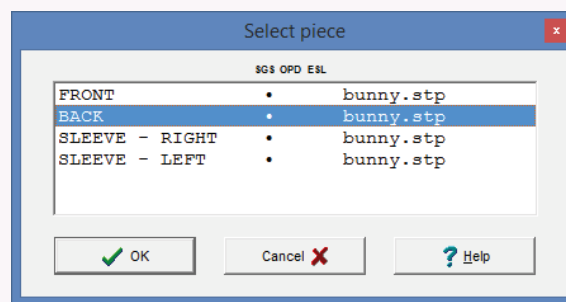 Select piece
x
SGS OPD ESL
FRONT • bunny.stp
BACK • bunny.stp
SLEEVE - RIGHT • bunny.stp
SLEEVE - LEFT • bunny.stp
OK Cancel Help